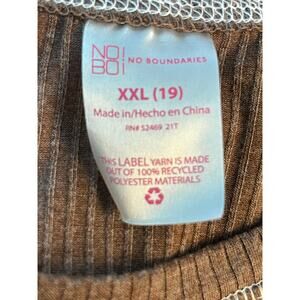 NO BOUNDARIES
NO
BO
XXL (19)
Made in/Hecho en China
RN# 52469 21T
THIS LABEL YARN IS MADE
OUT OF 100% RECYCLED
POLYESTER MATERIALS